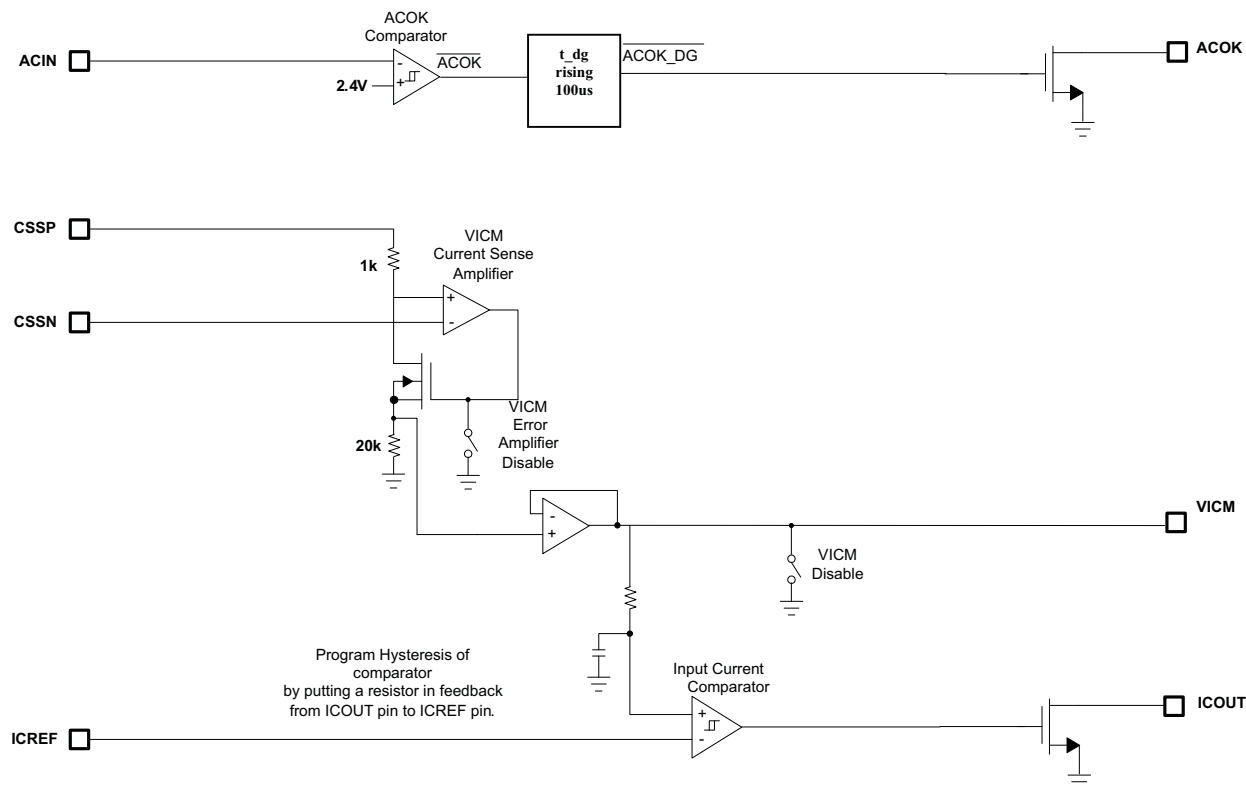 ACOK
Comparator
ACIN
-
+
2.4V
ACOK
t_dg
rising
100us
ACOK_DG
ACOK
CSSP
1k
VICM
Current Sense
Amplifier
+
-
CSSN
VICM
Error
Amplifier
Disable
20k
-
+
VICM
VICM
Disable
Program Hysteresis of
comparator
by putting a resistor in feedback
from ICOUT pin to ICREF pin.
Input Current
Comparator
+
-
ICOUT
ICREF